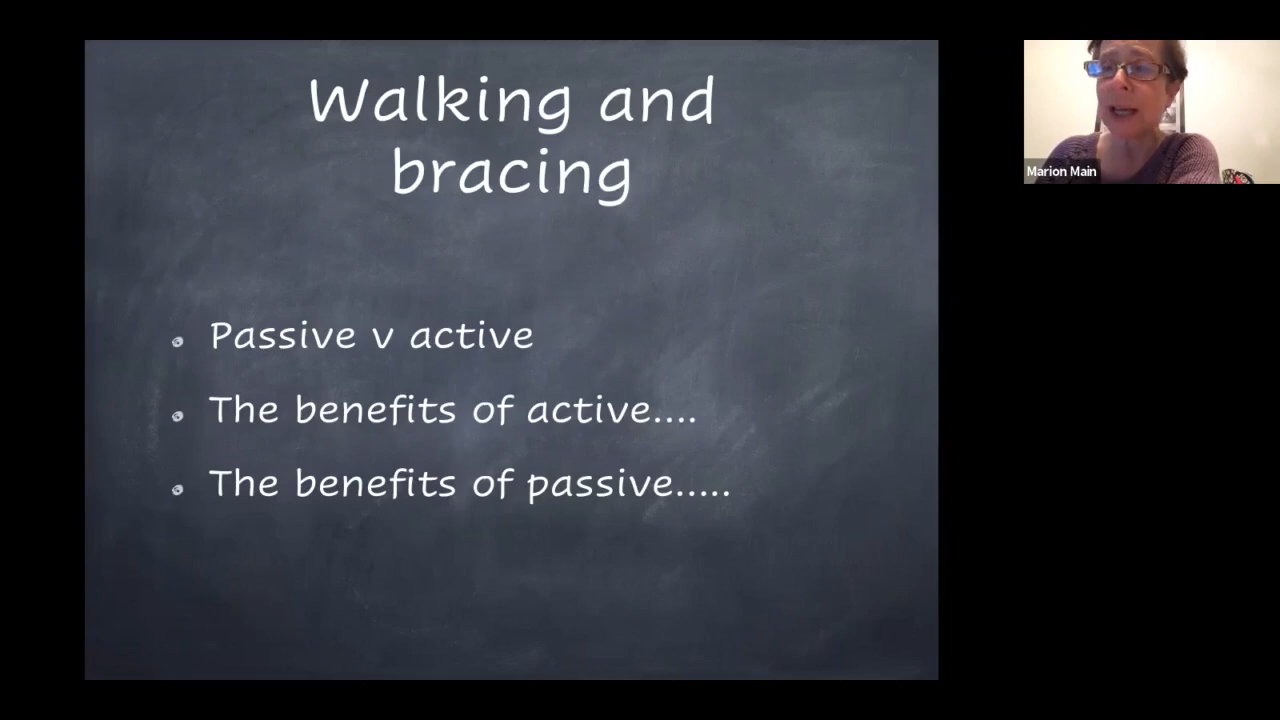 Walking and
bracing
Passive v active
The benefits of active....
The benefits of passive.....
Marion Main